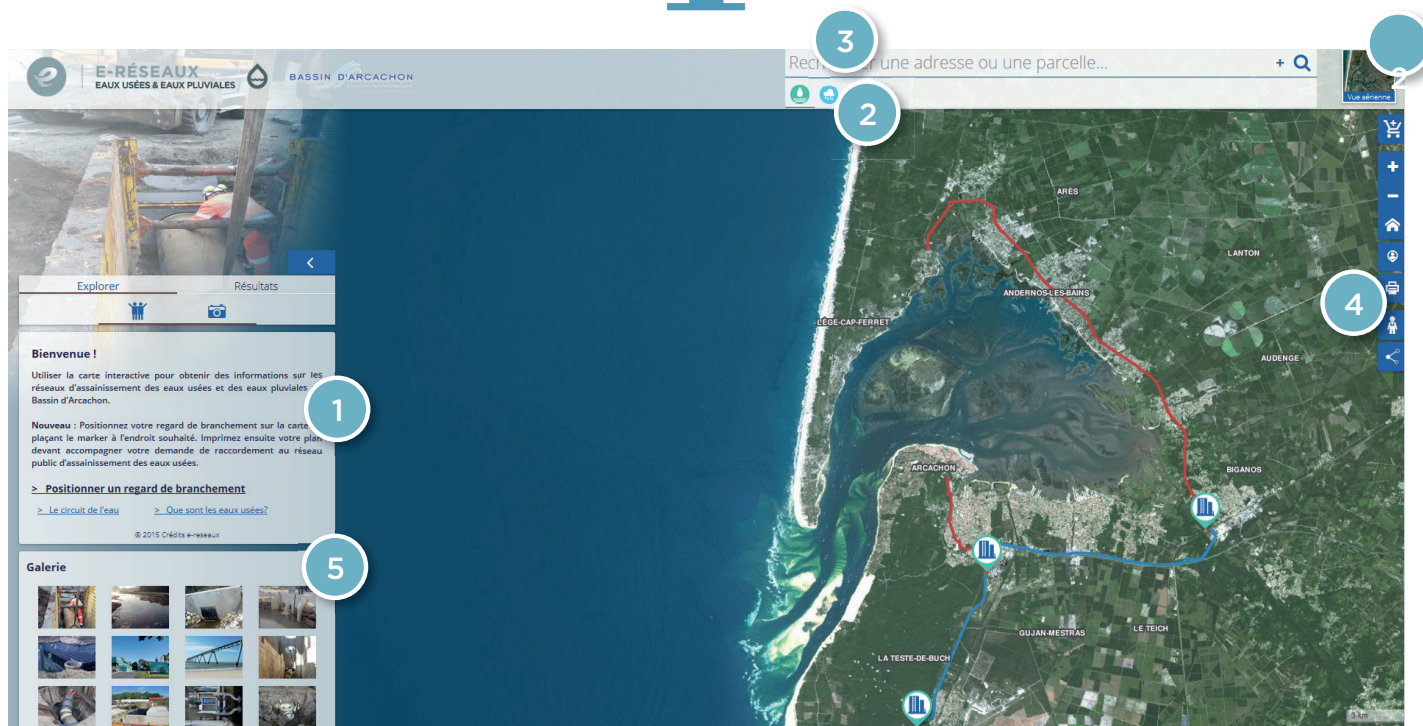 3
E-RÉSEAUX
EAUX USÉES & EAUX PLUVIALES
BASSIN D'ARCACHON
Rec er une adresse ou une parcelle...
+
2
Vue aérienne
2
+
−
ARÈS
LANTON
Explorer
Résultats
ANDERNOS-LES-BAINS
4
LÈGE-CAP-FERRET
AUDENGE
Bienvenue !
Utiliser la carte interactive pour obtenir des informations sur les
réseaux d'assainissement des eaux usées et des eaux pluviales
Bassin d'Arcachon.
1
Nouveau : Positionnez votre regard de branchement sur la carte
plaçant le marker à l'endroit souhaité. Imprimez ensuite votre plan
devant accompagner votre demande de raccordement au réseau
public d'assainissement des eaux usées.
ARCACHON
BIGANOS
> Positionner un regard de branchement
> Le circuit de l'eau
> Que sont les eaux usées?
© 2015 Crédits e-reseaux
5
Galerie
GUJAN-MESTRAS
LE TEICH
LA TESTE-DE-BUCH
3 km